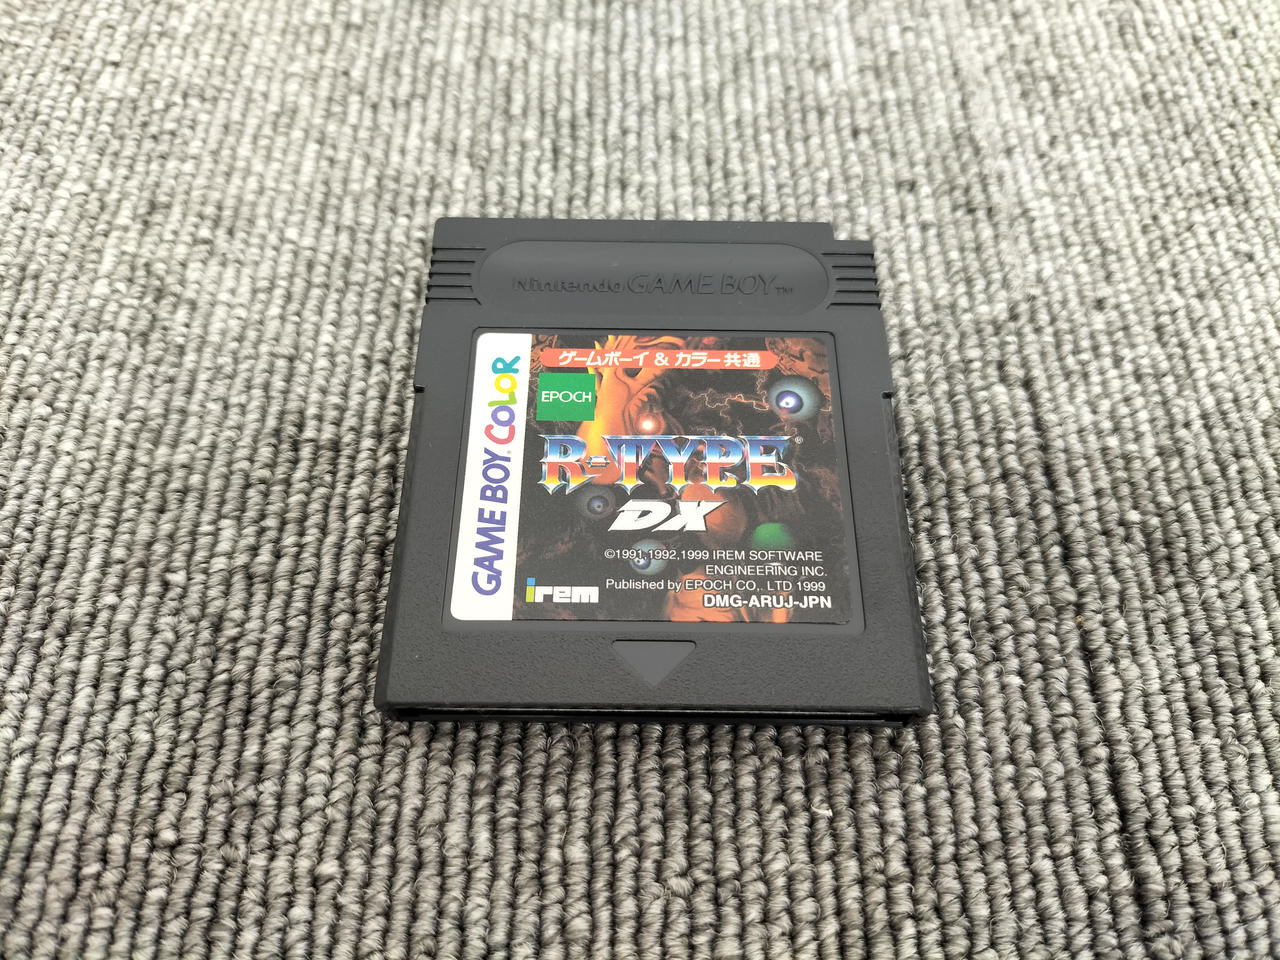 Nintendo GAME BOY™
GAME BOY COLOR
ゲームボーイ & カラー共通
EPOCH
R-TYPE®
DX
©1991,1992,1999 IREM SOFTWARE
ENGINEERING INC.
Published by EPOCH CO,. LTD 1999
irem
DMG-ARUJ-JPN